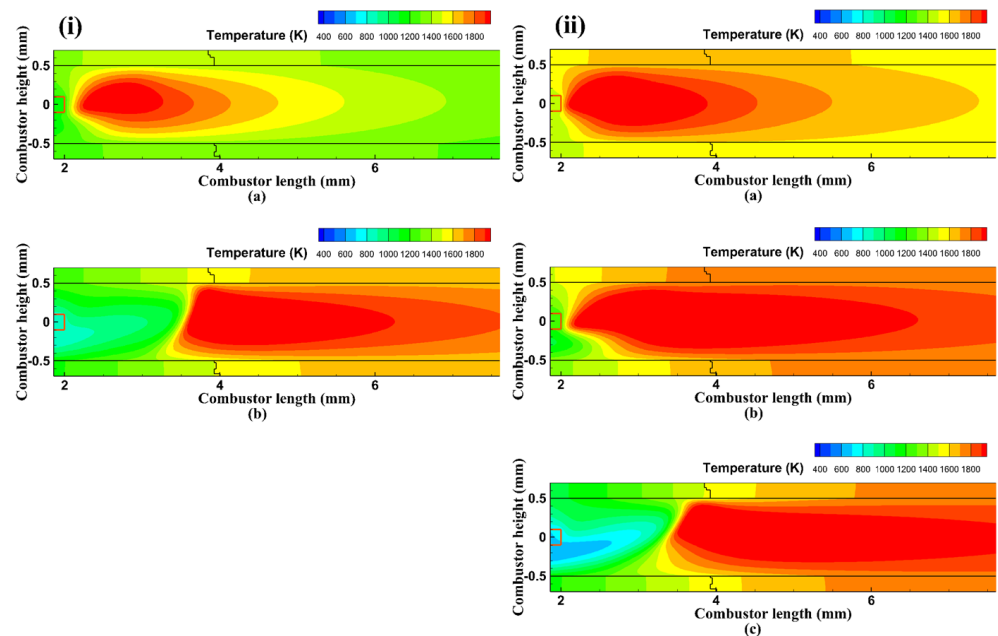 (i)
Temperature (K)
400 600 800 1000 1200 1400 1600 1800
Combustor height (mm)
0.5
0
-0.5
2 4 6
Combustor length (mm)
(a)
Temperature (K)
400 600 800 1000 1200 1400 1600 1800
Combustor height (mm)
0.5
0
-0.5
2 4 6
Combustor length (mm)
(b)
(ii)
Temperature (K)
400 600 800 1000 1200 1400 1600 1800
Combustor height (mm)
0.5
0
-0.5
2 4 6
Combustor length (mm)
(a)
Temperature (K)
400 600 800 1000 1200 1400 1600 1800
Combustor height (mm)
0.5
0
-0.5
2 4 6
Combustor length (mm)
(b)
Temperature (K)
400 600 800 1000 1200 1400 1600 1800
Combustor height (mm)
0.5
0
-0.5
2 4 6
Combustor length (mm)
(c)